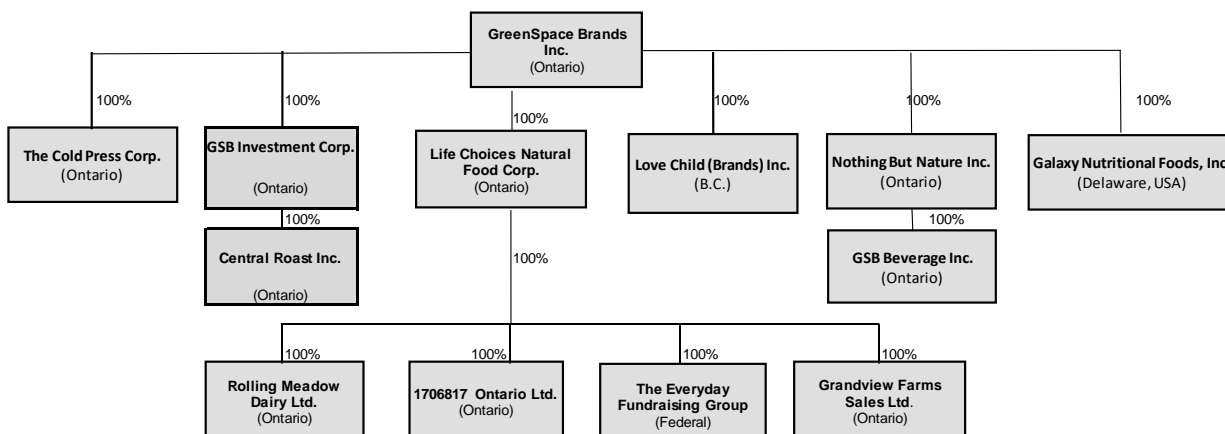 GreenSpace Brands
Inc.
(Ontario)
100%
100%
100%
100%
100%
100%
The Cold Press Corp.
(Ontario)
GSB Investment Corp.
(Ontario)
Life Choices Natural
Food Corp.
(Ontario)
Love Child (Brands) Inc.
(B.C.)
Nothing But Nature Inc.
(Ontario)
Galaxy Nutritional Foods, Inc
(Delaware, USA)
100%
100%
100%
Central Roast Inc.
(Ontario)
GSB Beverage Inc.
(Ontario)
100%
100%
100%
100%
Rolling Meadow
Dairy Ltd.
(Ontario)
1706817 Ontario Ltd.
(Ontario)
The Everyday
Fundraising Group
(Federal)
Grandview Farms
Sales Ltd.
(Ontario)